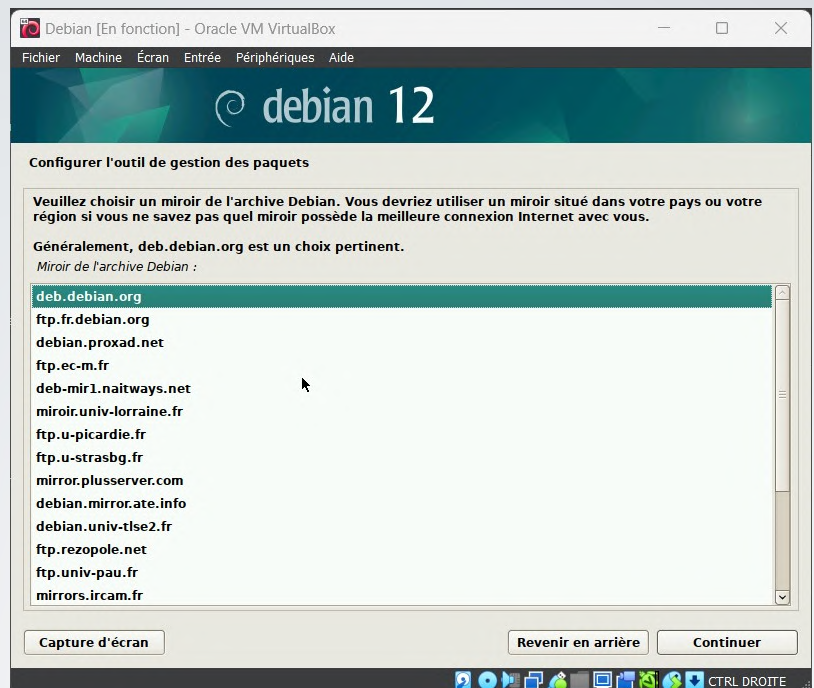 Debian [En fonction] - Oracle VM VirtualBox
Fichier Machine Écran Entrée Périphériques Aide
debian 12
Configurer l'outil de gestion des paquets
Veuillez choisir un miroir de l'archive Debian. Vous devriez utiliser un miroir situé dans votre pays ou votre
région si vous ne savez pas quel miroir possède la meilleure connexion Internet avec vous.
Généralement, deb.debian.org est un choix pertinent.
Miroir de l'archive Debian :
deb.debian.org
ftp.fr.debian.org
debian.proxad.net
ftp.ec-m.fr
deb-mir1.naitways.net
miroir.univ-lorraine.fr
ftp.u-picardie.fr
ftp.u-strasbg.fr
mirror.plusserver.com
debian.mirror.ate.info
debian.univ-tlse2.fr
ftp.rezopole.net
ftp.univ-pau.fr
mirrors.ircam.fr
Capture d'écran Revenir en arrière Continuer
CTRL DROITE